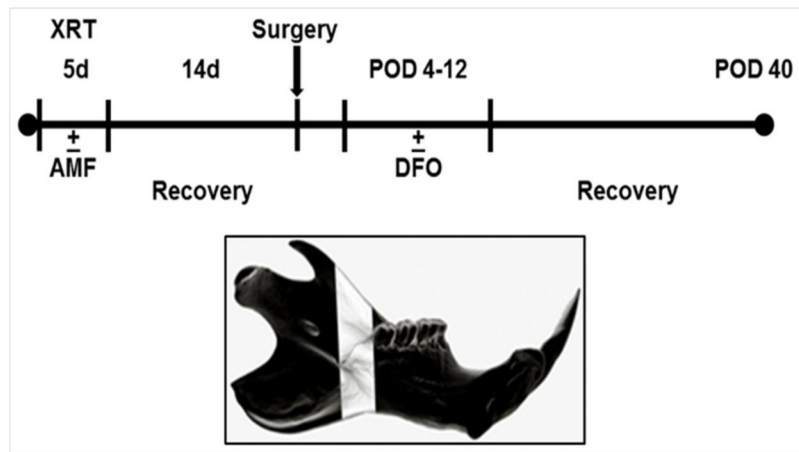 XRT
Surgery
5d
14d
POD 4-12
POD 40
±
AMF
±
DFO
Recovery
Recovery